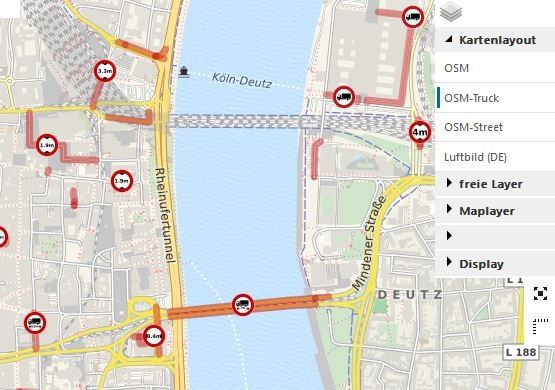 Kartenlayout
OSM
OSM-Truck
OSM-Street
Luftbild (DE)
freie Layer
Maplayer
Display
Köln-Deutz
3.3m
1.9m
1.9m
4m
Rheinufertunnel
Mindener Straße
DEUTZ
L 188